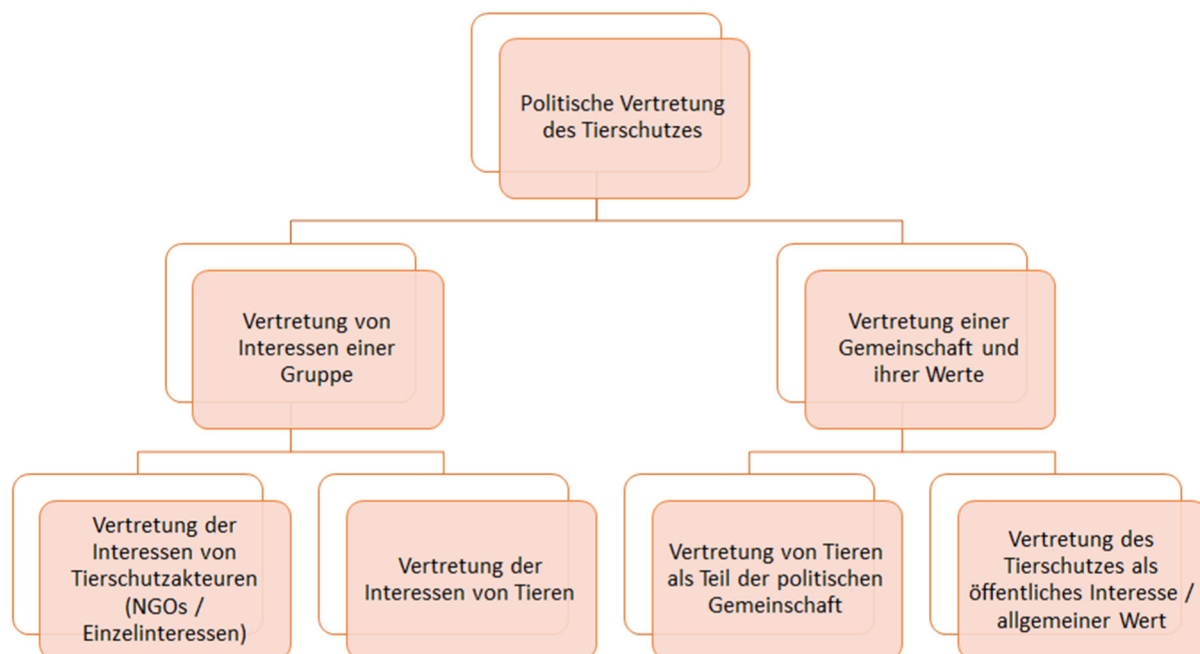 Politische Vertretung
des Tierschutzes
Vertretung von
Interessen einer
Gruppe
Vertretung einer
Gemeinschaft und
ihrer Werte
Vertretung der
Interessen von
Tierschutzakteuren
(NGOs /
Einzelinteressen)
Vertretung der
Interessen von Tieren
Vertretung von Tieren
als Teil der politischen
Gemeinschaft
Vertretung des
Tierschutzes als
öffentliches Interesse /
allgemeiner Wert